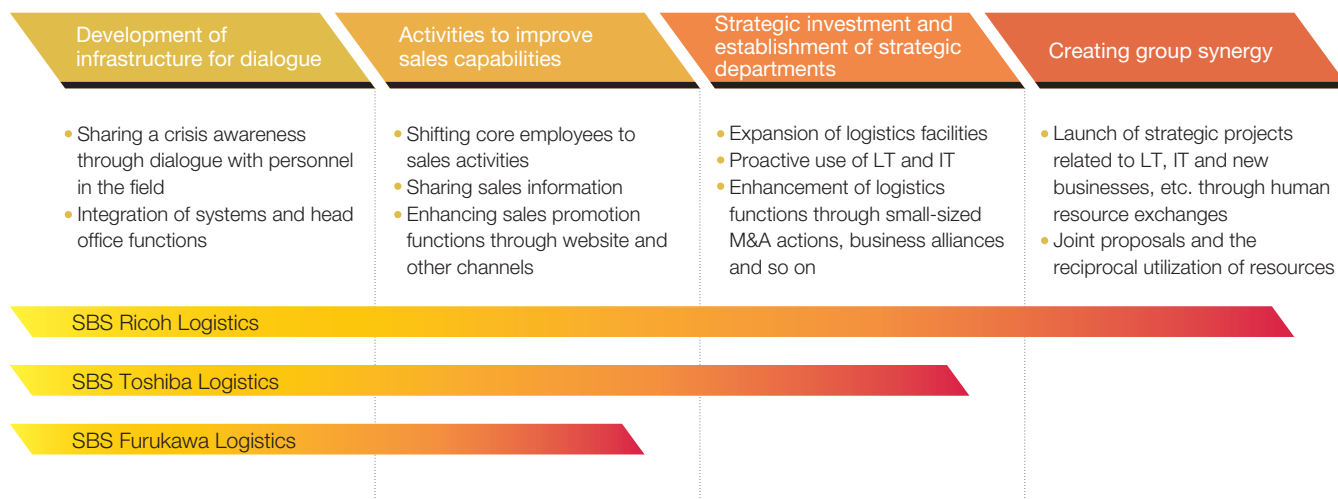 Development of
infrastructure for dialogue
Activities to improve
sales capabilities
Strategic investment and
establishment of strategic
departments
Creating group synergy
• Sharing a crisis awareness
through dialogue with personnel
in the field
• Integration of systems and head
office functions
• Shifting core employees to
sales activities
• Sharing sales information
• Enhancing sales promotion
functions through website and
other channels
• Expansion of logistics facilities
• Proactive use of LT and IT
• Enhancement of logistics
functions through small-sized
M&A actions, business alliances
and so on
• Launch of strategic projects
related to LT, IT and new
businesses, etc. through human
resource exchanges
• Joint proposals and the
reciprocal utilization of resources
SBS Ricoh Logistics
SBS Toshiba Logistics
SBS Furukawa Logistics